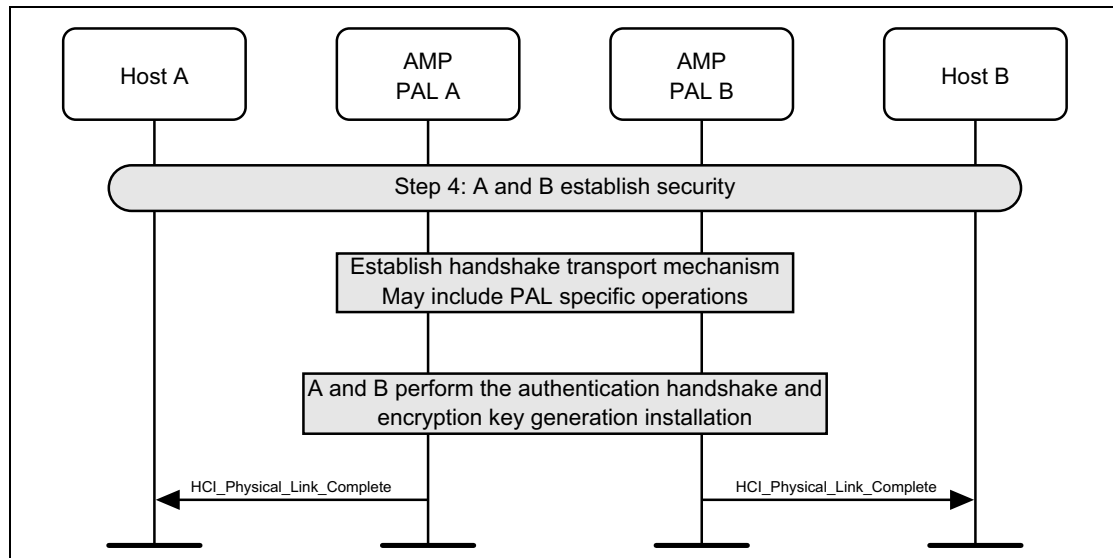 Host A
AMP
PAL A
AMP
PAL B
Host B
Step 4: A and B establish security
Establish handshake transport mechanism
May include PAL specific operations
A and B perform the authentication handshake and
encryption key generation installation
HCI_Physical_Link_Complete
HCI_Physical_Link_Complete